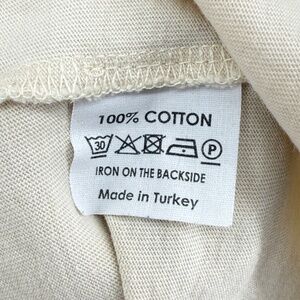 100% COTTON
30 P
IRON ON THE BACKSIDE
Made in Turkey